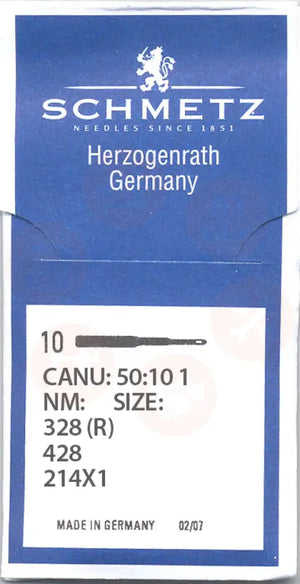 SCHMETZ
NEEDLES SINCE 1851
Herzogenrath
Germany
10
CANU: 50:10 1
NM: SIZE:
328 (R)
428
214X1
MADE IN GERMANY 02/07